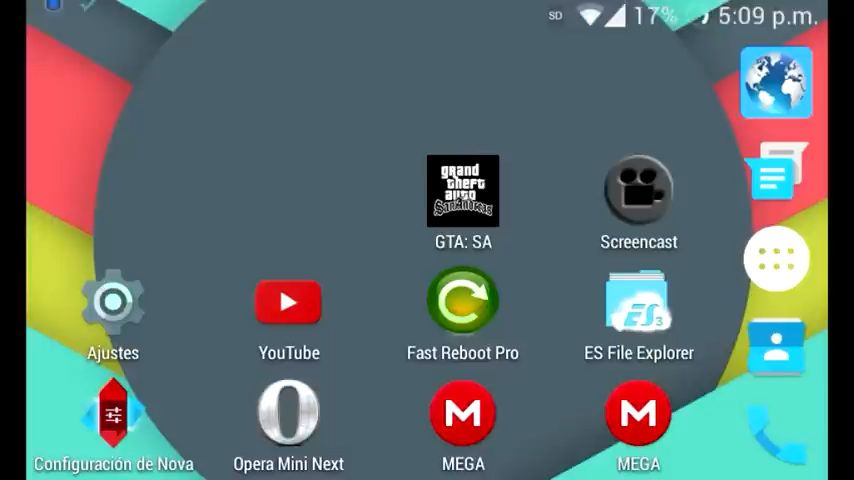 SD 17% 5:09 p.m.
grand
theft
auto
San Andreas
GTA: SA
Screencast
Ajustes
YouTube
Fast Reboot Pro
ES3
ES File Explorer
M
M
Configuración de Nova
Opera Mini Next
MEGA
MEGA